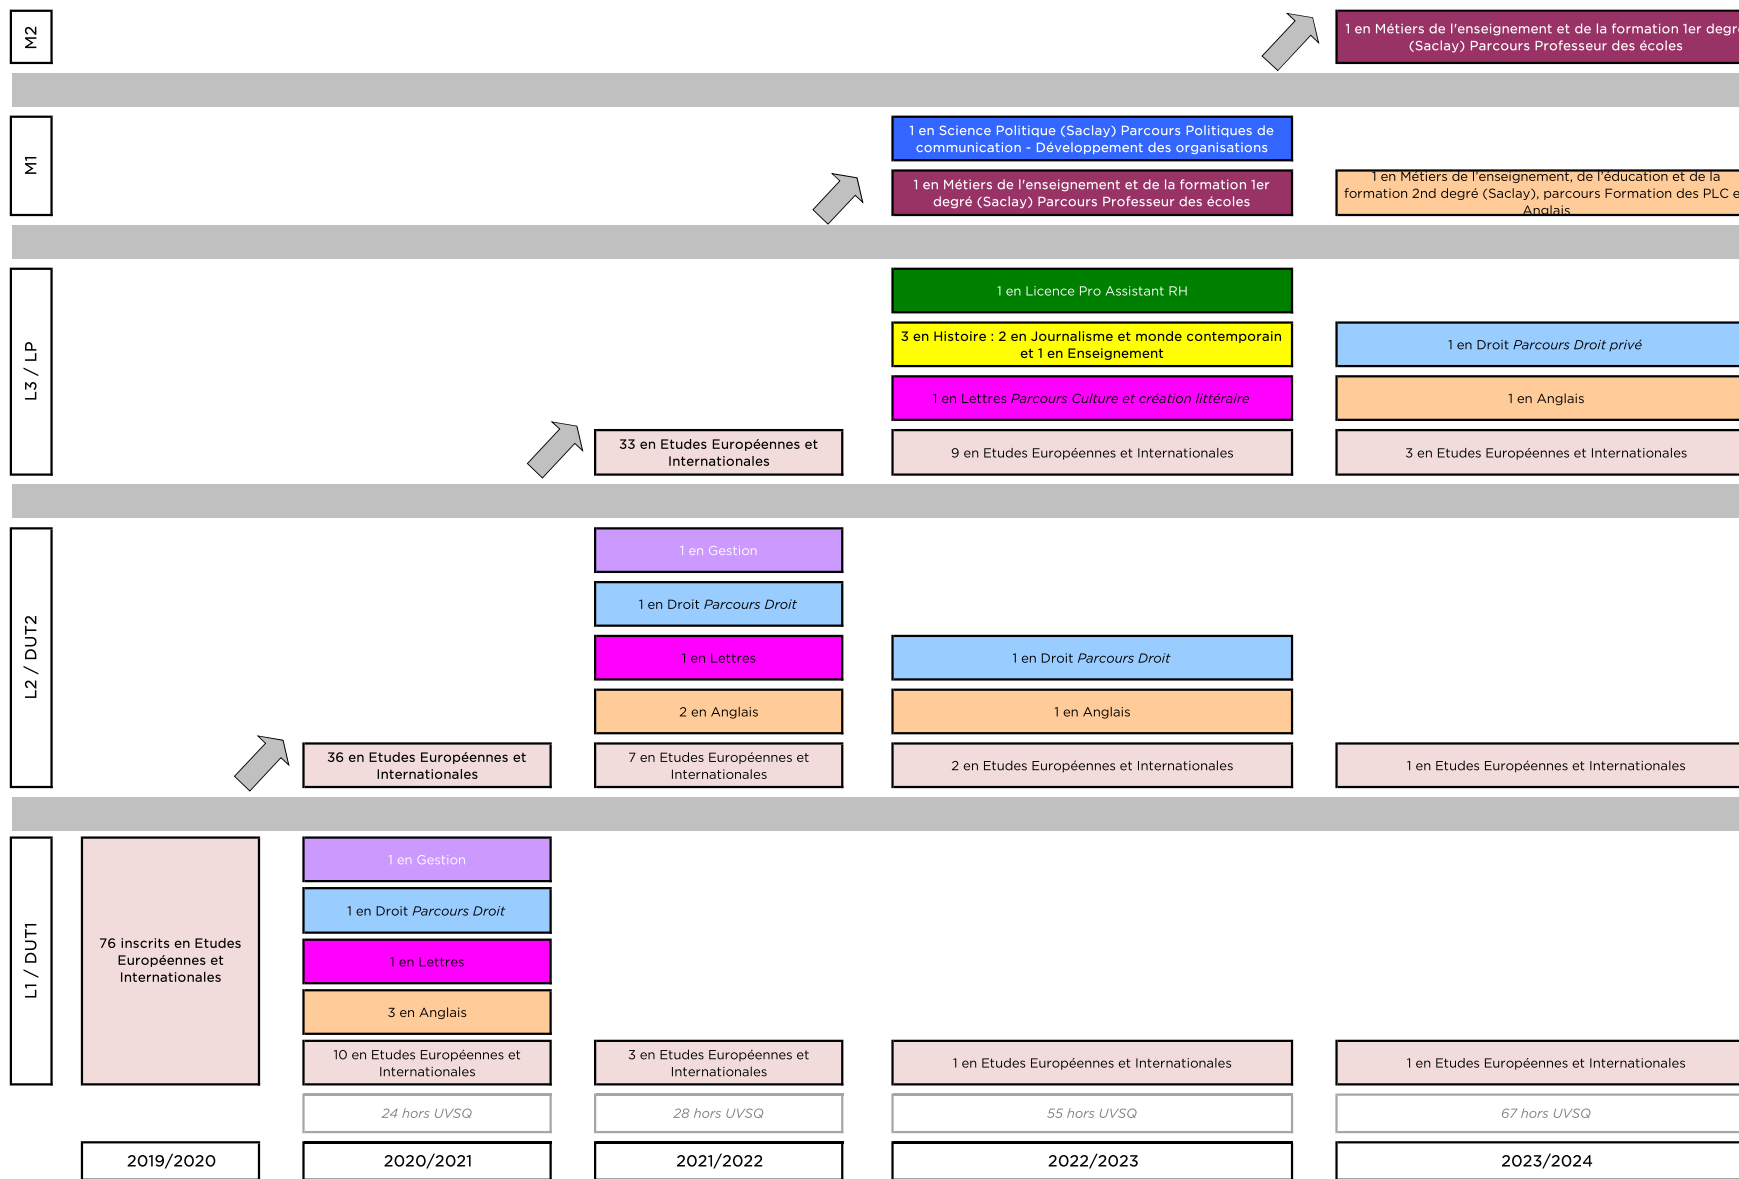 M2
1 en Métiers de l'enseignement et de la formation 1er degré
(Saclay) Parcours Professeur des écoles
M1
1 en Science Politique (Saclay) Parcours Politiques de
communication - Développement des organisations
1 en Métiers de l'enseignement et de la formation 1er
degré (Saclay) Parcours Professeur des écoles
1 en Métiers de l'enseignement, de l'éducation et de la
formation 2nd degré (Saclay), parcours Formation des PLC e
Anglais
L3 / LP
1 en Licence Pro Assistant RH
3 en Histoire : 2 en Journalisme et monde contemporain
et 1 en Enseignement
1 en Droit Parcours Droit privé
1 en Lettres Parcours Culture et création littéraire
1 en Anglais
33 en Etudes Européennes et
Internationales
9 en Etudes Européennes et Internationales
3 en Etudes Européennes et Internationales
L2 / DUT2
1 en Gestion
1 en Droit Parcours Droit
1 en Lettres
1 en Droit Parcours Droit
2 en Anglais
1 en Anglais
36 en Etudes Européennes et
Internationales
7 en Etudes Européennes et
Internationales
2 en Etudes Européennes et Internationales
1 en Etudes Européennes et Internationales
L1 / DUT1
76 inscrits en Etudes
Européennes et
Internationales
1 en Gestion
1 en Droit Parcours Droit
1 en Lettres
3 en Anglais
10 en Etudes Européennes et
Internationales
3 en Etudes Européennes et
Internationales
1 en Etudes Européennes et Internationales
1 en Etudes Européennes et Internationales
24 hors UVSQ
28 hors UVSQ
55 hors UVSQ
67 hors UVSQ
2019/2020
2020/2021
2021/2022
2022/2023
2023/2024